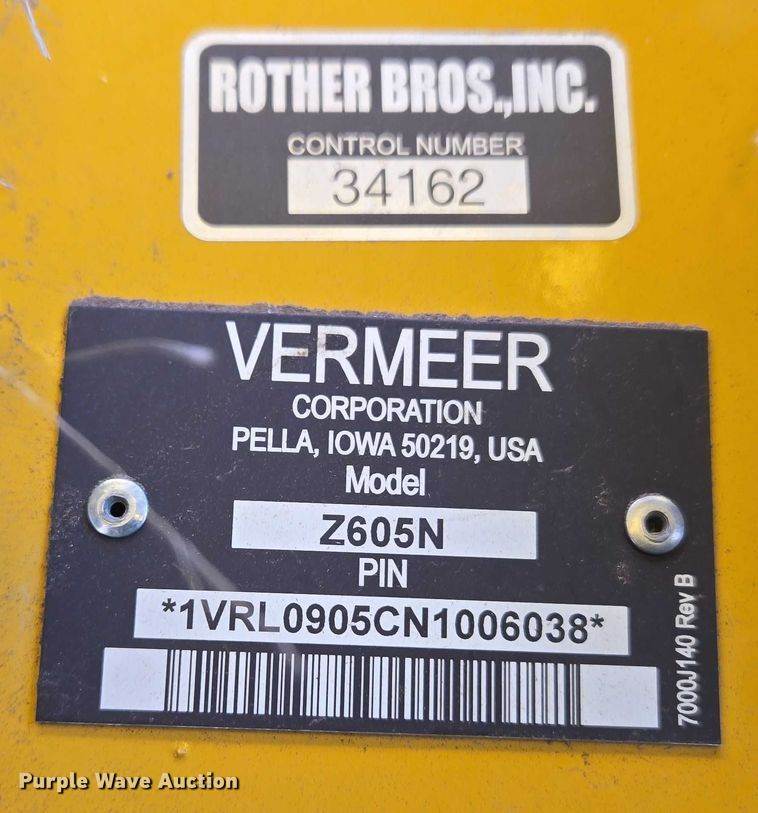 ROTHER BROS.,INC.
CONTROL NUMBER
34162
VERMEER
CORPORATION
PELLA, IOWA 50219, USA
Model
Z605N
PIN
*1VRL0905CN1006038*
7000J140 Rev B
Purple Wave Auction